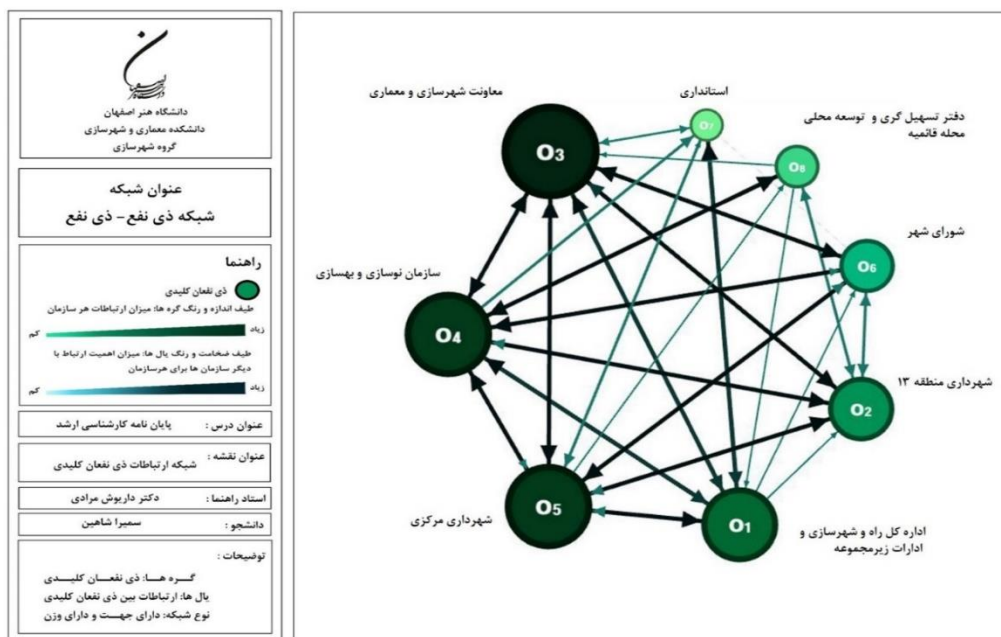 دانشگاه هنر اصفهان
دانشکده معماری و شهرسازی
گروه شهرسازی
عنوان شبکه
شبکه ذی نفع- ذی نفع
راهنما
ذی نفعان کلیدی
طیف اندازه و رنگ گره ها: میزان ارتباطات هر سازمان
زیاد
کم
طیف ضخامت و رنگ یال ها: میزان اهمیت ارتباط با
دیگر سازمان ها برای هرسازمان
زیاد
کم
عنوان درس : پایان نامه کارشناسی ارشد
عنوان نقشه : شبکه ارتباطات ذی نفعان کلیدی
استاد راهنما : دکتر داریوش مرادی
دانشجو : سمیرا شاهین
توضیحات :
گره هــا: ذی نفعــان کلیــدی
یال ها: ارتباطات بین ذی نفعان کلیدی
نوع شبکه: دارای جهت و دارای وزن
معاونت شهرسازی و معماری
O3
استانداری
O7
دفتر تسهیل گری و توسعه محلی
محله قائمیه
O8
شورای شهر
O6
سازمان نوسازی و بهسازی
O4
شهرداری منطقه ۱۳
O2
شهرداری مرکزی
O5
O1
اداره کل راه و شهرسازی و
ادارات زیرمجموعه